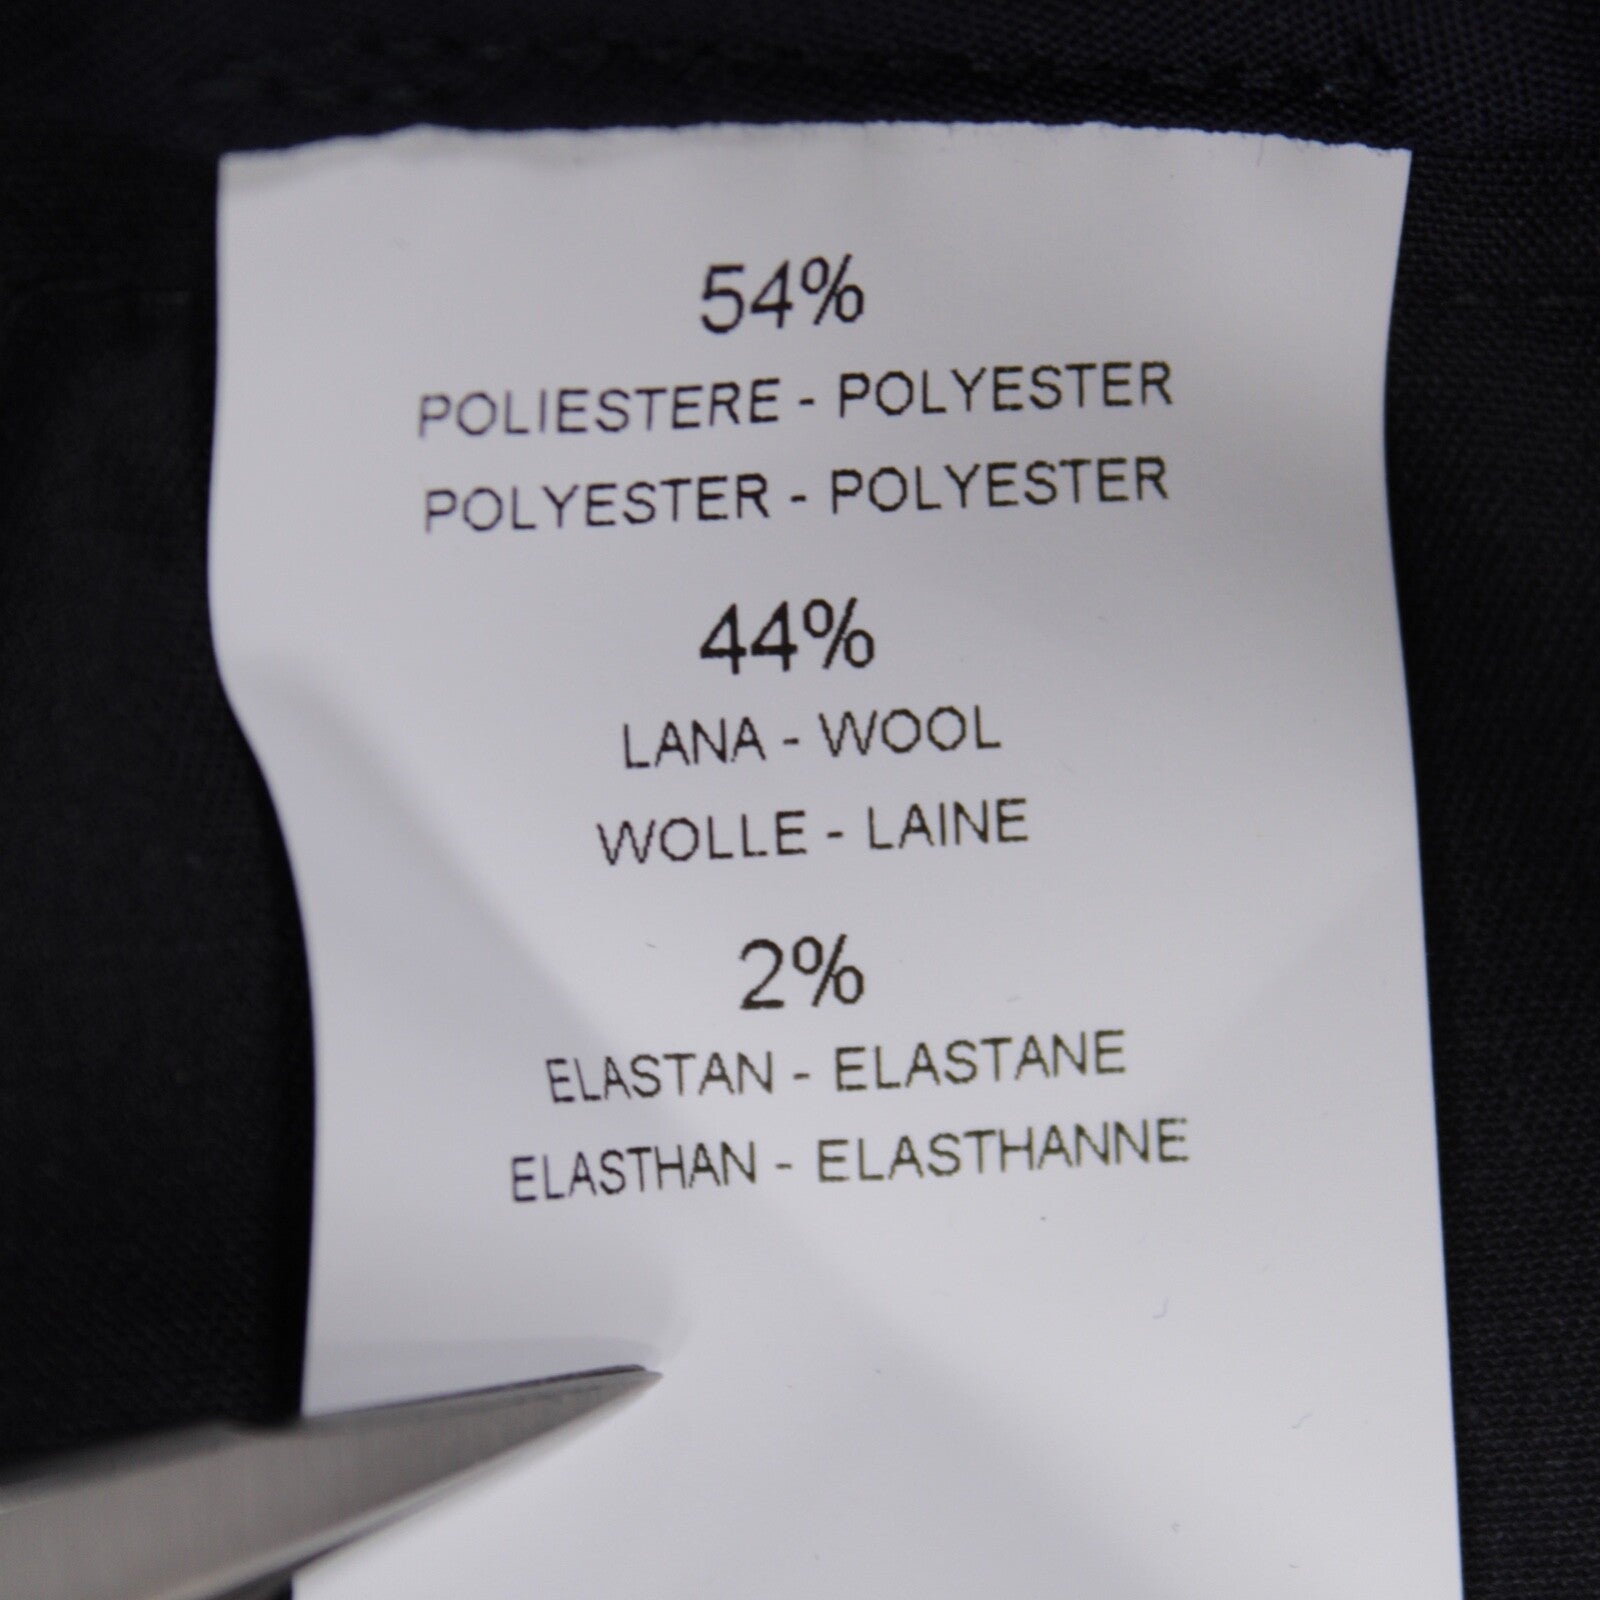 54%
POLIESTERE - POLYESTER
POLYESTER - POLYESTER
44%
LANA - WOOL
WOLLE - LAINE
2%
ELASTAN - ELASTANE
ELASTHAN - ELASTHANNE